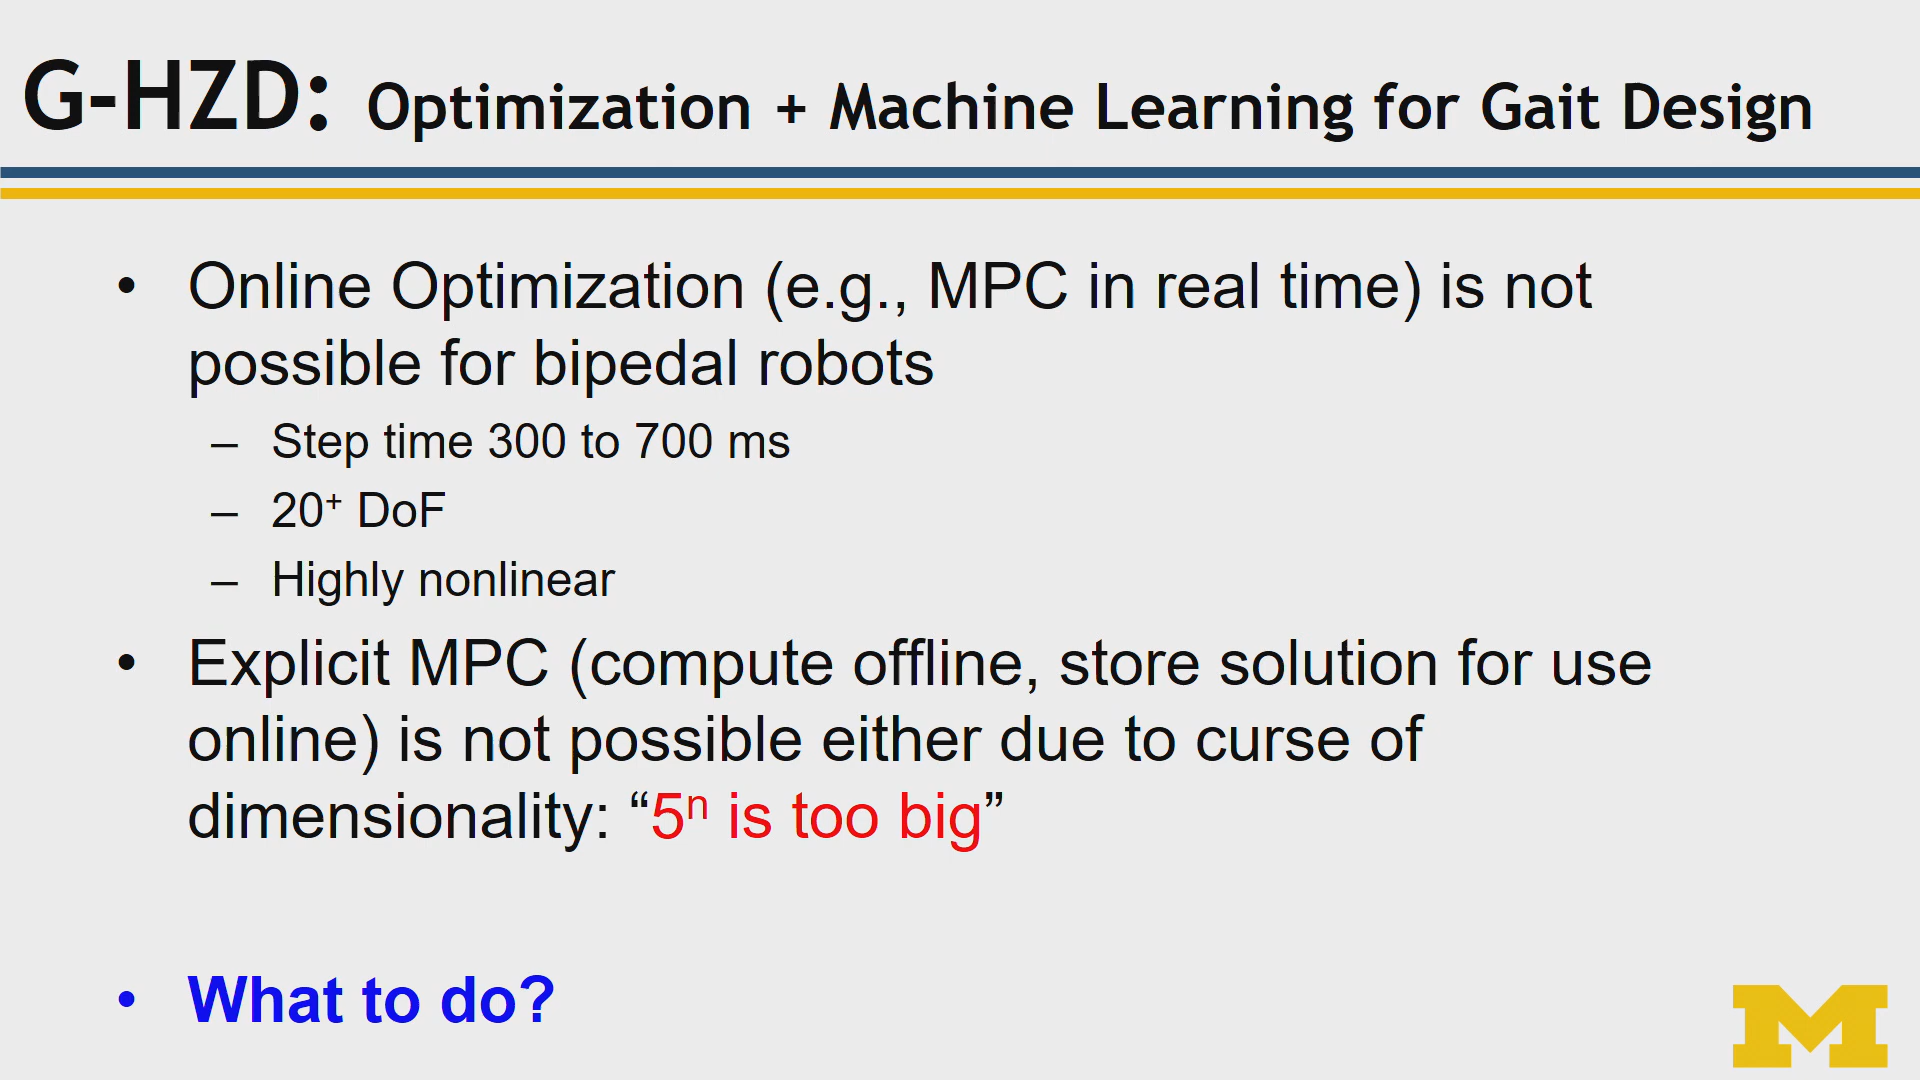 G-HZD: Optimization + Machine Learning for Gait Design
• Online Optimization (e.g., MPC in real time) is not
possible for bipedal robots
– Step time 300 to 700 ms
– 20⁺ DoF
– Highly nonlinear
• Explicit MPC (compute offline, store solution for use
online) is not possible either due to curse of
dimensionality: “5ⁿ is too big”
• What to do?
M